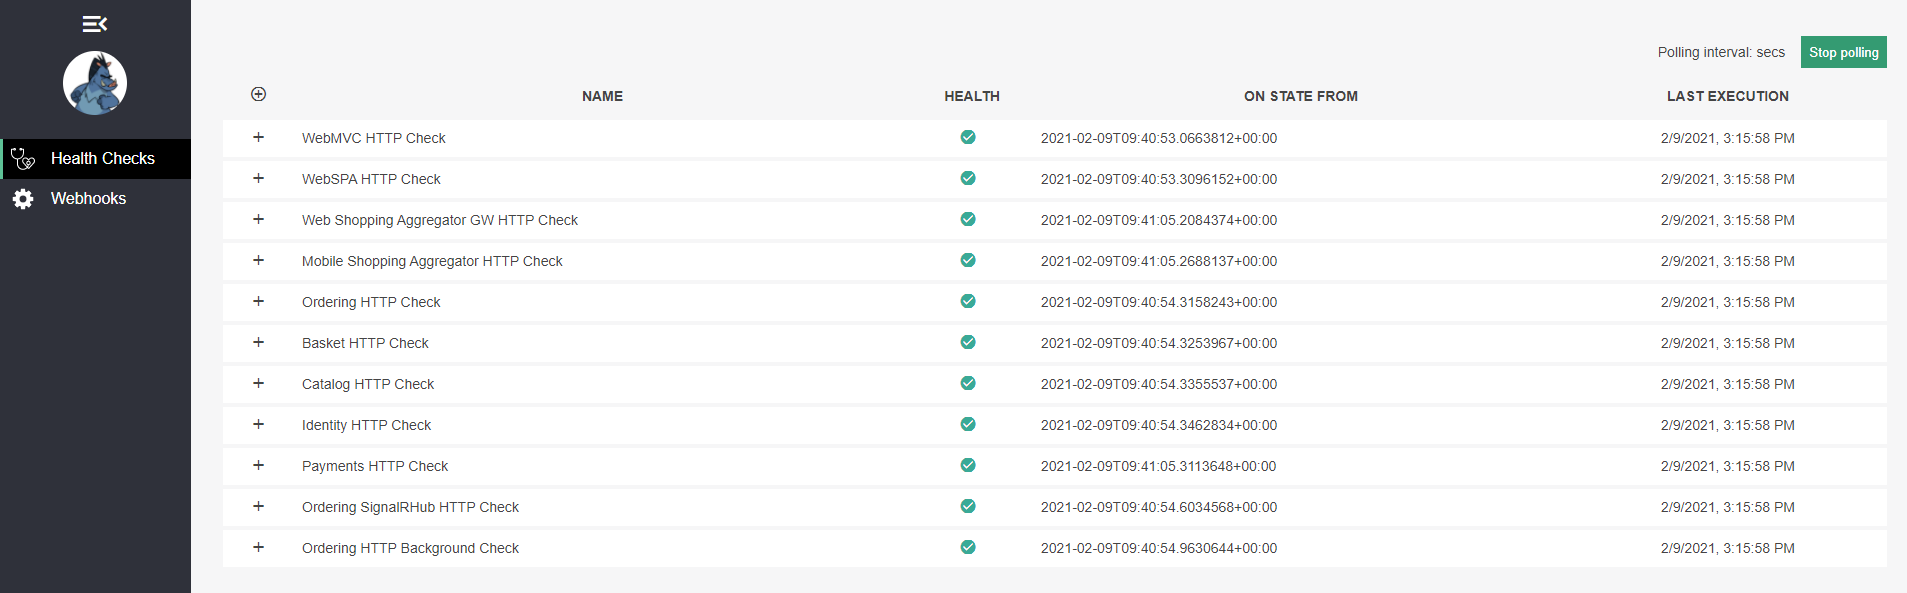 Polling interval: secs Stop polling
NAME HEALTH ON STATE FROM LAST EXECUTION
WebMVC HTTP Check 2021-02-09T09:40:53.0663812+00:00 2/9/2021, 3:15:58 PM
Health Checks
WebSPA HTTP Check 2021-02-09T09:40:53.3096152+00:00 2/9/2021, 3:15:58 PM
Webhooks
Web Shopping Aggregator GW HTTP Check 2021-02-09T09:41:05.2084374+00:00 2/9/2021, 3:15:58 PM
Mobile Shopping Aggregator HTTP Check 2021-02-09T09:41:05.2688137+00:00 2/9/2021, 3:15:58 PM
Ordering HTTP Check 2021-02-09T09:40:54.3158243+00:00 2/9/2021, 3:15:58 PM
Basket HTTP Check 2021-02-09T09:40:54.3253967+00:00 2/9/2021, 3:15:58 PM
Catalog HTTP Check 2021-02-09T09:40:54.3355537+00:00 2/9/2021, 3:15:58 PM
Identity HTTP Check 2021-02-09T09:40:54.3462834+00:00 2/9/2021, 3:15:58 PM
Payments HTTP Check 2021-02-09T09:41:05.3113648+00:00 2/9/2021, 3:15:58 PM
Ordering SignalRHub HTTP Check 2021-02-09T09:40:54.6034568+00:00 2/9/2021, 3:15:58 PM
Ordering HTTP Background Check 2021-02-09T09:40:54.9630644+00:00 2/9/2021, 3:15:58 PM